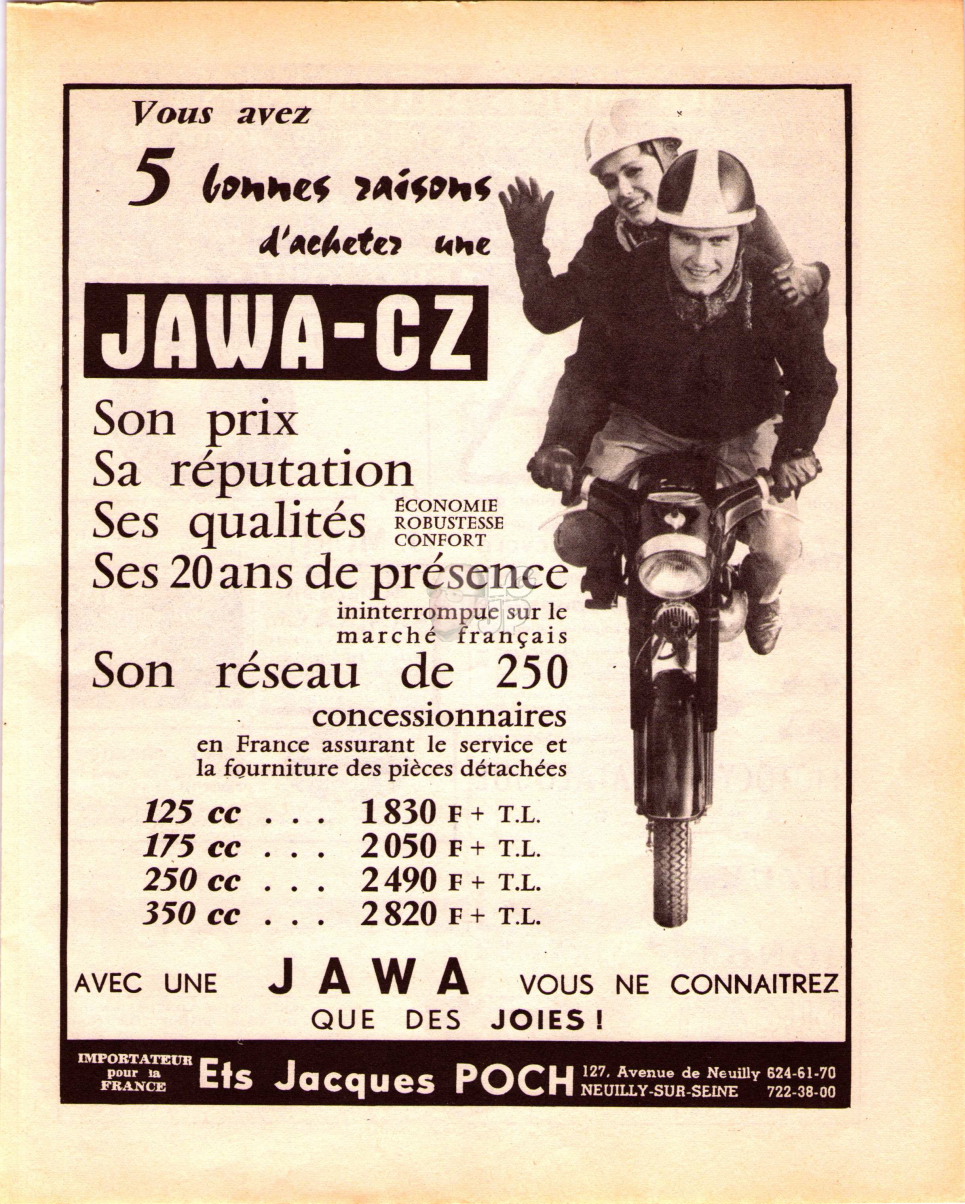 Vous avez
5 bonnes raisons
d'acheter une
JAWA-CZ
Son prix
Sa réputation
Ses qualités ÉCONOMIE
ROBUSTESSE
CONFORT
Ses 20 ans de présence
ininterrompue sur le
marché français
Son réseau de 250
concessionnaires
en France assurant le service et
la fourniture des pièces détachées
125 cc . . . 1830 F + T.L.
175 cc . . . 2050 F + T.L.
250 cc . . . 2490 F + T.L.
350 cc . . . 2820 F + T.L.
AVEC UNE JAWA VOUS NE CONNAITREZ
QUE DES JOIES !
IMPORTATEUR
pour la
FRANCE
Ets Jacques POCH
127, Avenue de Neuilly 624-61-70
NEUILLY-SUR-SEINE 722-38-00